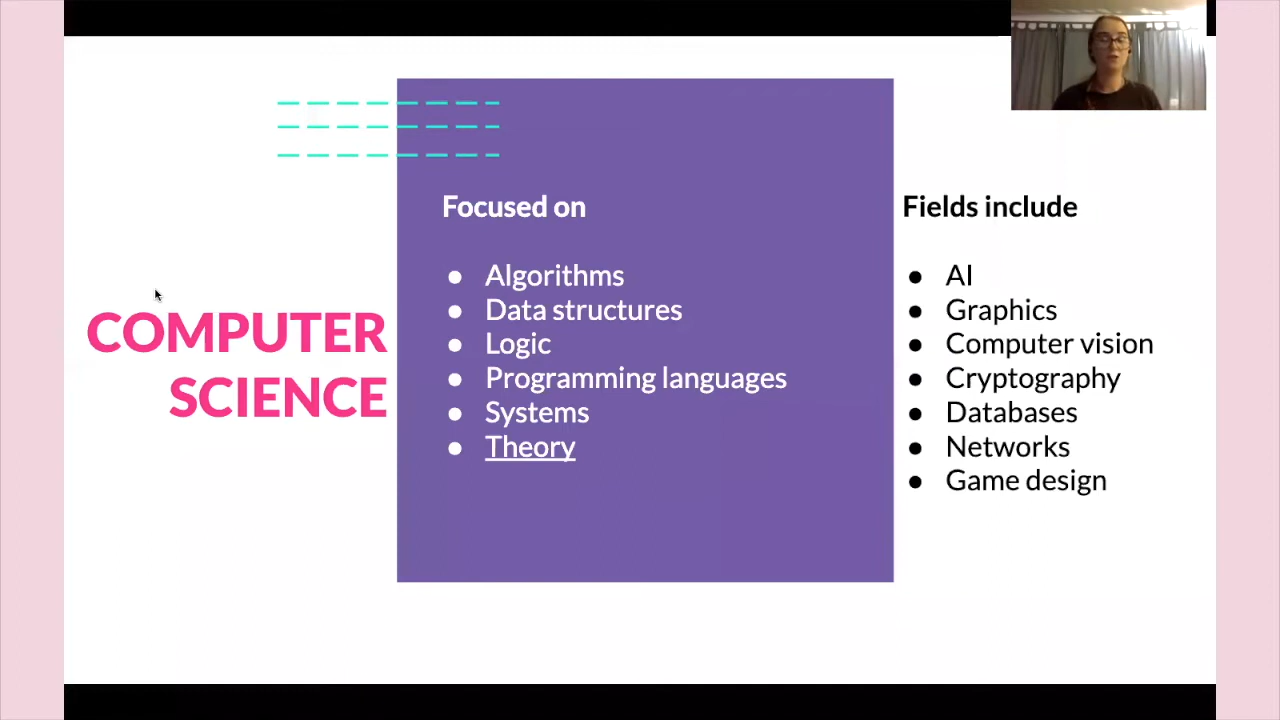 COMPUTER
SCIENCE
Focused on
Algorithms
Data structures
Logic
Programming languages
Systems
Theory
Fields include
AI
Graphics
Computer vision
Cryptography
Databases
Networks
Game design